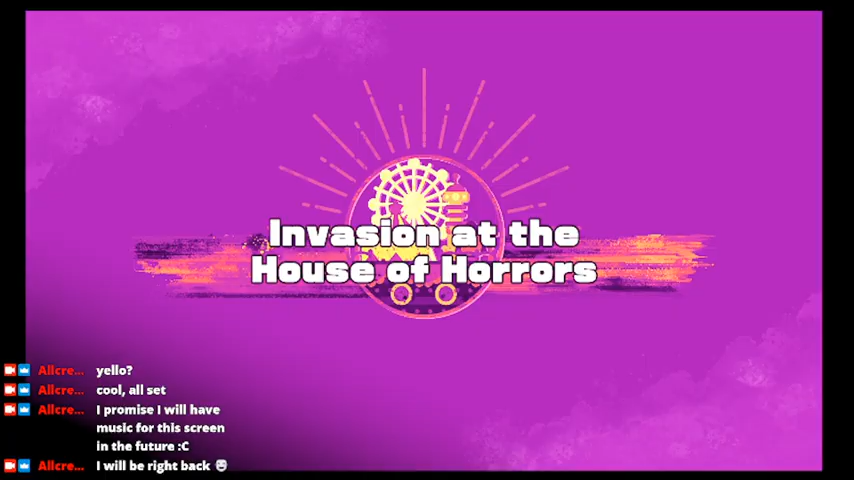 Invasion at the
House of Horrors
Allcre... yello?
Allcre... cool, all set
Allcre... I promise I will have
music for this screen
in the future :C
Allcre... I will be right back